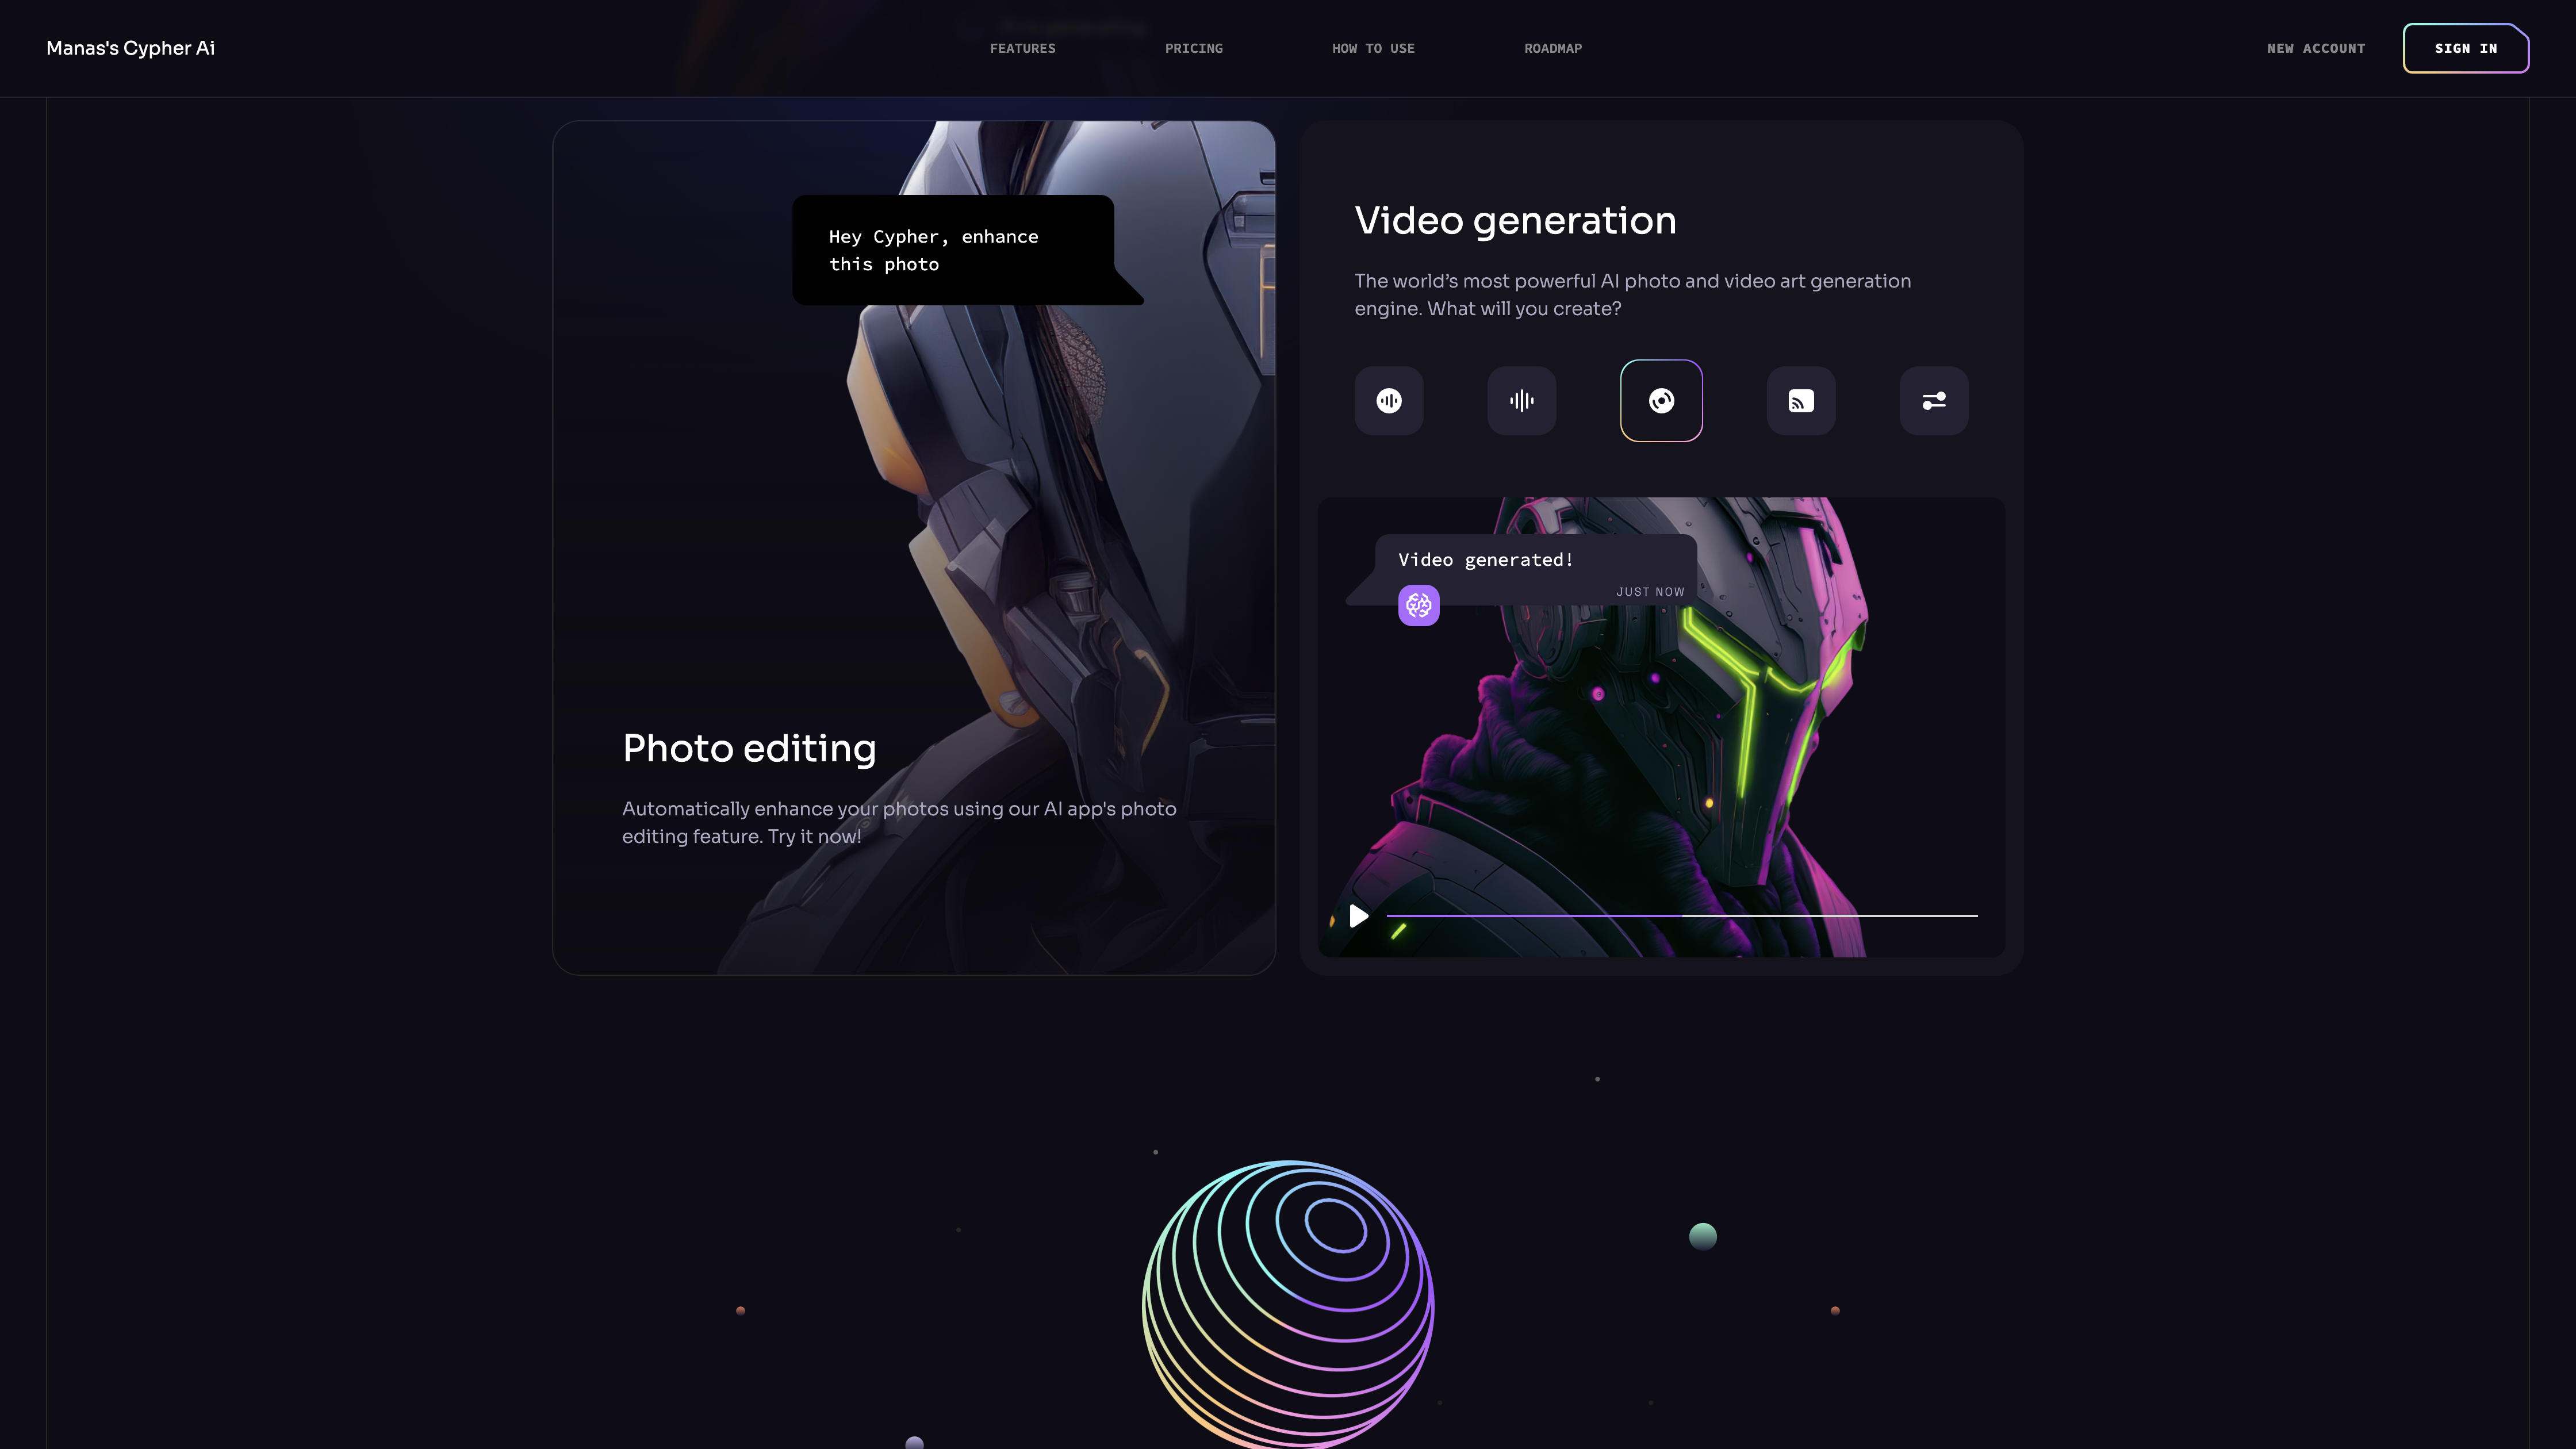 Manas's Cypher Ai
FEATURES
PRICING
HOW TO USE
ROADMAP
NEW ACCOUNT
SIGN IN
Hey Cypher, enhance
this photo
Photo editing
Automatically enhance your photos using our AI app's photo
editing feature. Try it now!
Video generation
The world’s most powerful AI photo and video art generation
engine. What will you create?
Video generated!
JUST NOW